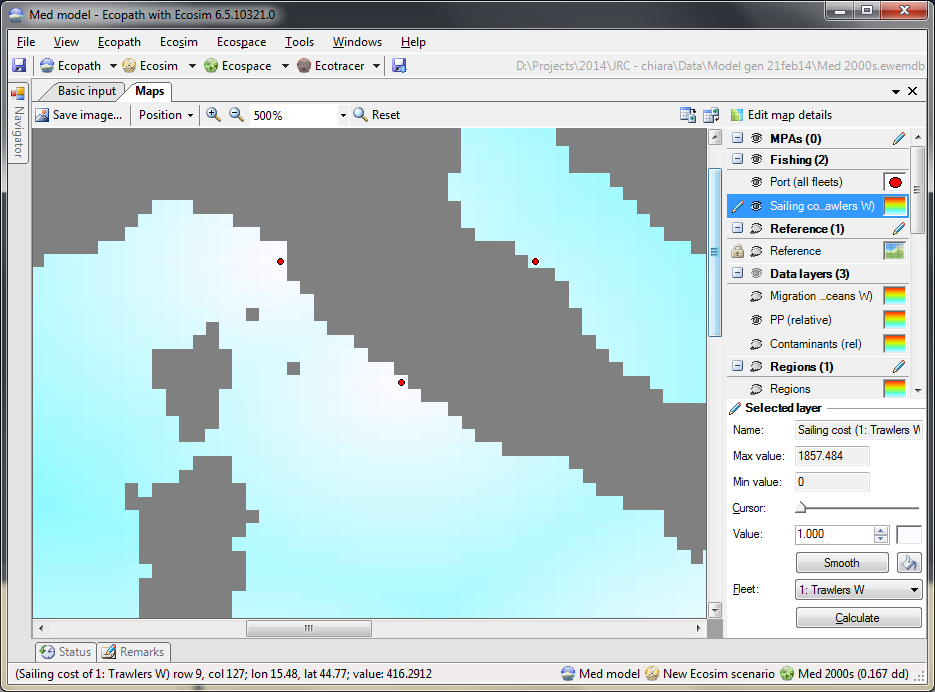 Med model - Ecopath with Ecosim 6.5.10321.0
File View Ecopath Ecosim Ecospace Tools Windows Help
Ecopath Ecosim Ecospace Ecotracer D:\Projects\2014\JRC - chiara\Data\Model gen 21feb14\Med 2000s.ewemdb
Navigator
Basic input Maps
Save image... Position 500% Reset Edit map details
MPAs (0)
Fishing (2)
Port (all fleets)
Sailing co...awlers W)
Reference (1)
Reference
Data layers (3)
Migration ...ceans W)
PP (relative)
Contaminants (rel)
Regions (1)
Regions
Selected layer
Name: Sailing cost (1: Trawlers W
Max value: 1857.484
Min value: 0
Cursor:
Value: 1.000
Smooth
Fleet: 1: Trawlers W
Calculate
Status Remarks
(Sailing cost of 1: Trawlers W) row 9, col 127; lon 15.48, lat 44.77; value: 416.2912 Med model New Ecosim scenario Med 2000s (0.167 dd)